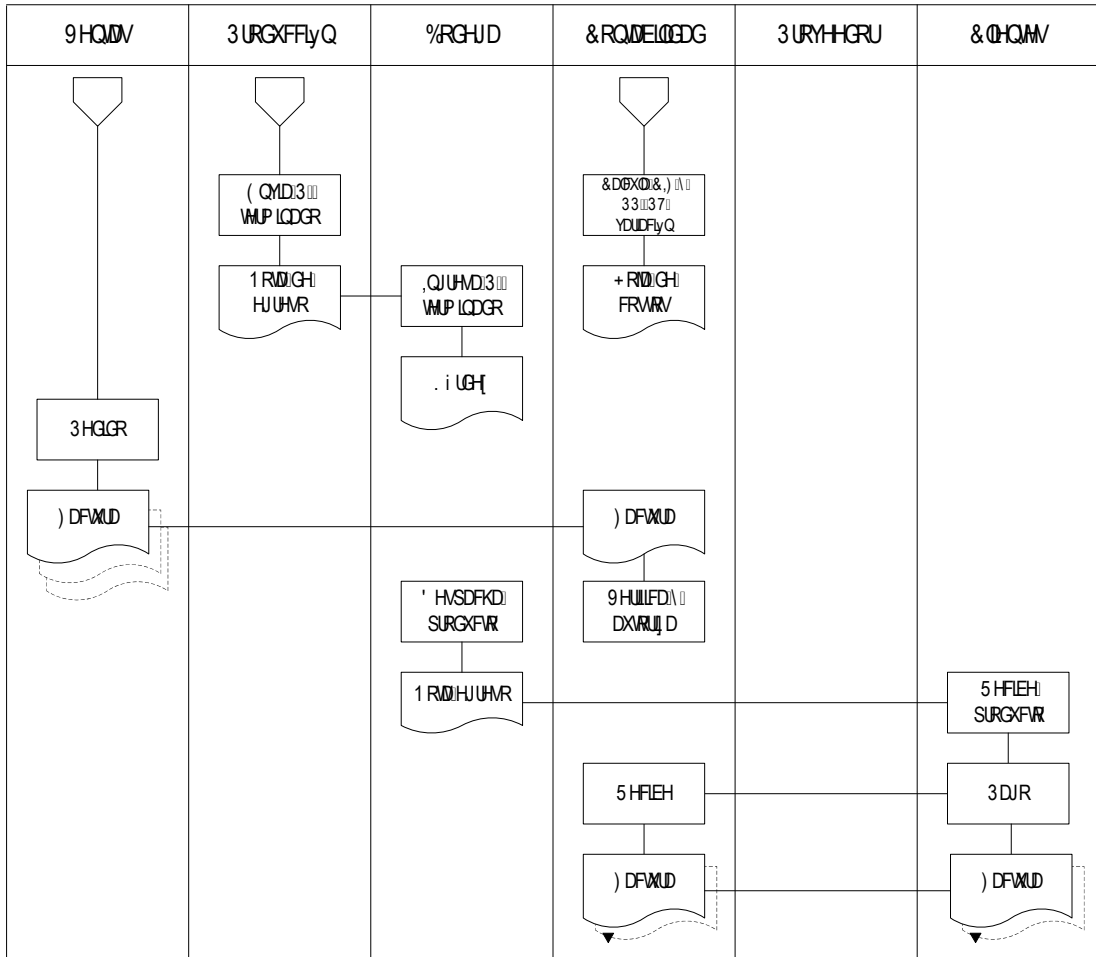 9HQWDV
3URGXFFLyQ
%RGHJD
&RQWDELOLGDG
3URYHHGRU
&OLHQWHV
(QYLD 3
WHUPLQDGR
&DOFXOD &,) \
33 37
YDULDFLyQ
1RWD GH
HJUHVR
,QJUHVD 3
WHUPLQDGR
+RMD GH
FRVWRV
.iUGH[
3HGLGR
)DFWXUD
)DFWXUD
'HVSDFKD
SURGXFWR
9HULILFD \
DXWRUL]D
1RWD HJUHVR
5HFLEH
SURGXFWR
5HFLEH
3DJR
)DFWXUD
)DFWXUD